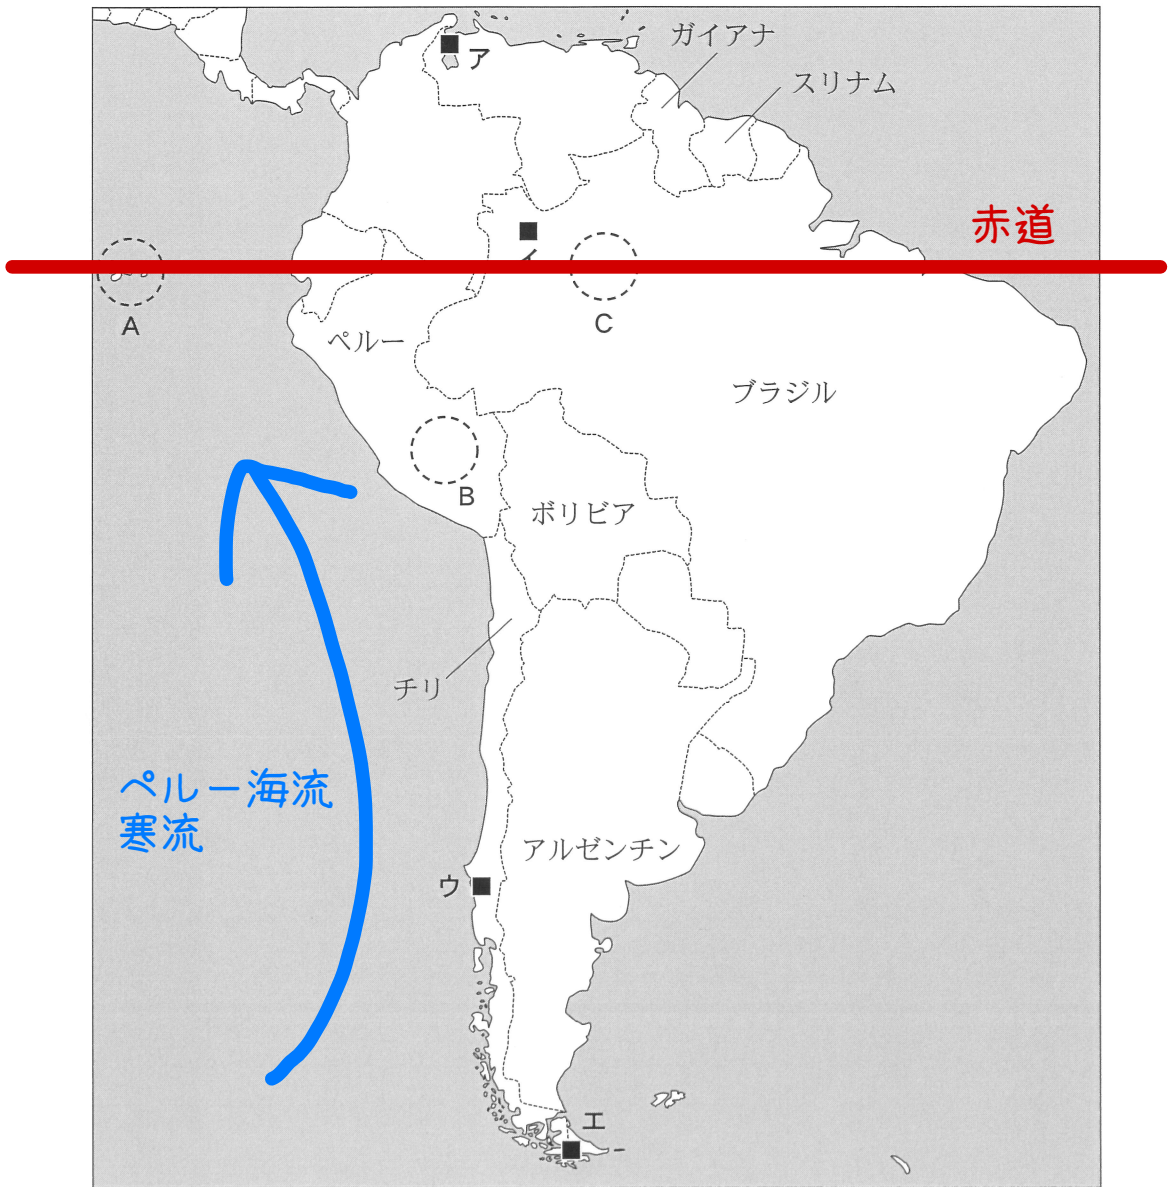 ア
ガイアナ
スリナム
赤道
イ
A
C
ペルー
ブラジル
B
ボリビア
チリ
ペルー海流
寒流
アルゼンチン
ウ
エ